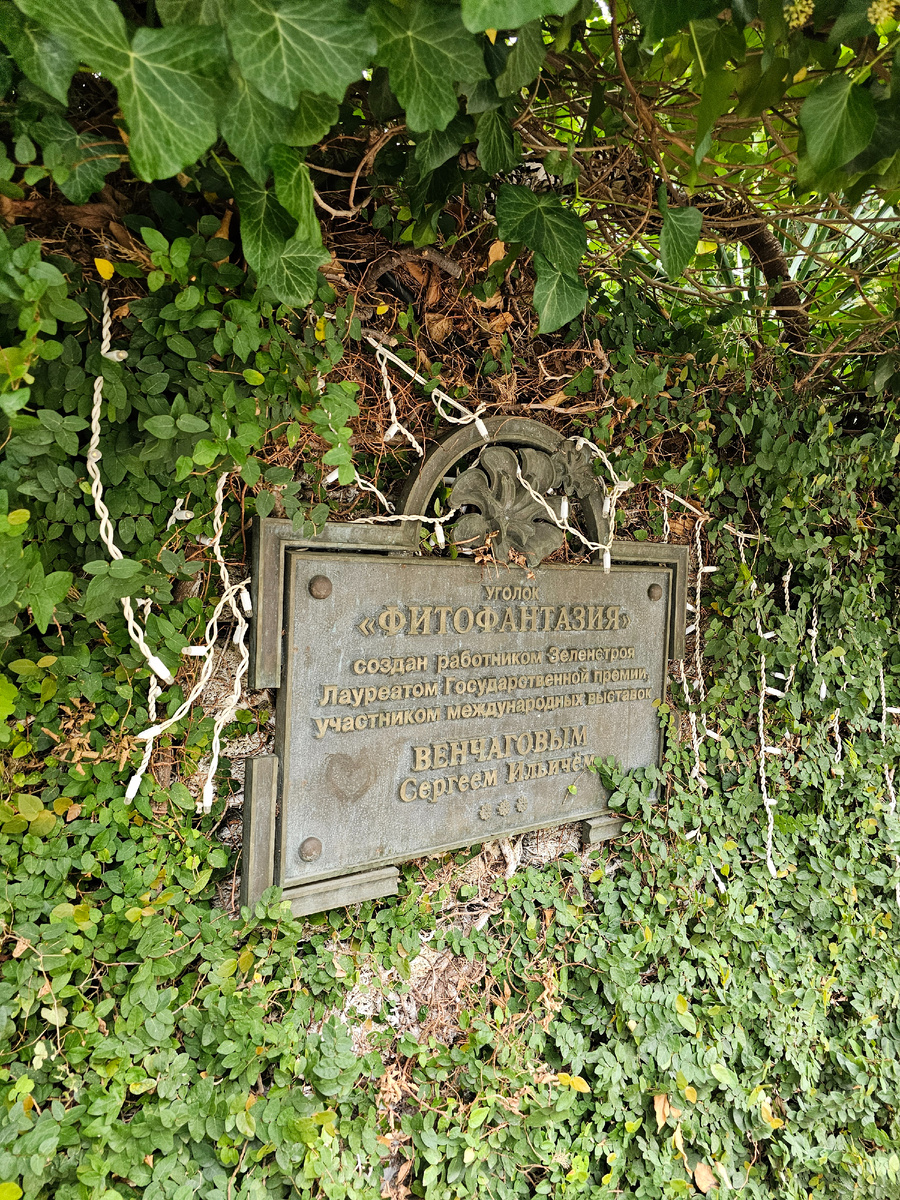 Уголок
«ФИТОФАНТАЗИЯ»
создан работником Зеленстроя
Лауреатом Государственной премии,
участником международных выставок
ВЕНЧАГОВЫМ
Сергеем Ильичём